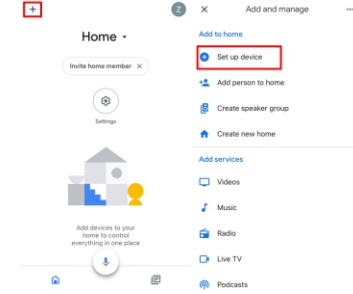 Z
Home
Invite home member
Settings
Add devices to your
home to control
everything in one place
Add and manage
Add to home
Set up device
Add person to home
Create speaker group
Create new home
Add services
Videos
Music
Radio
Live TV
Podcasts